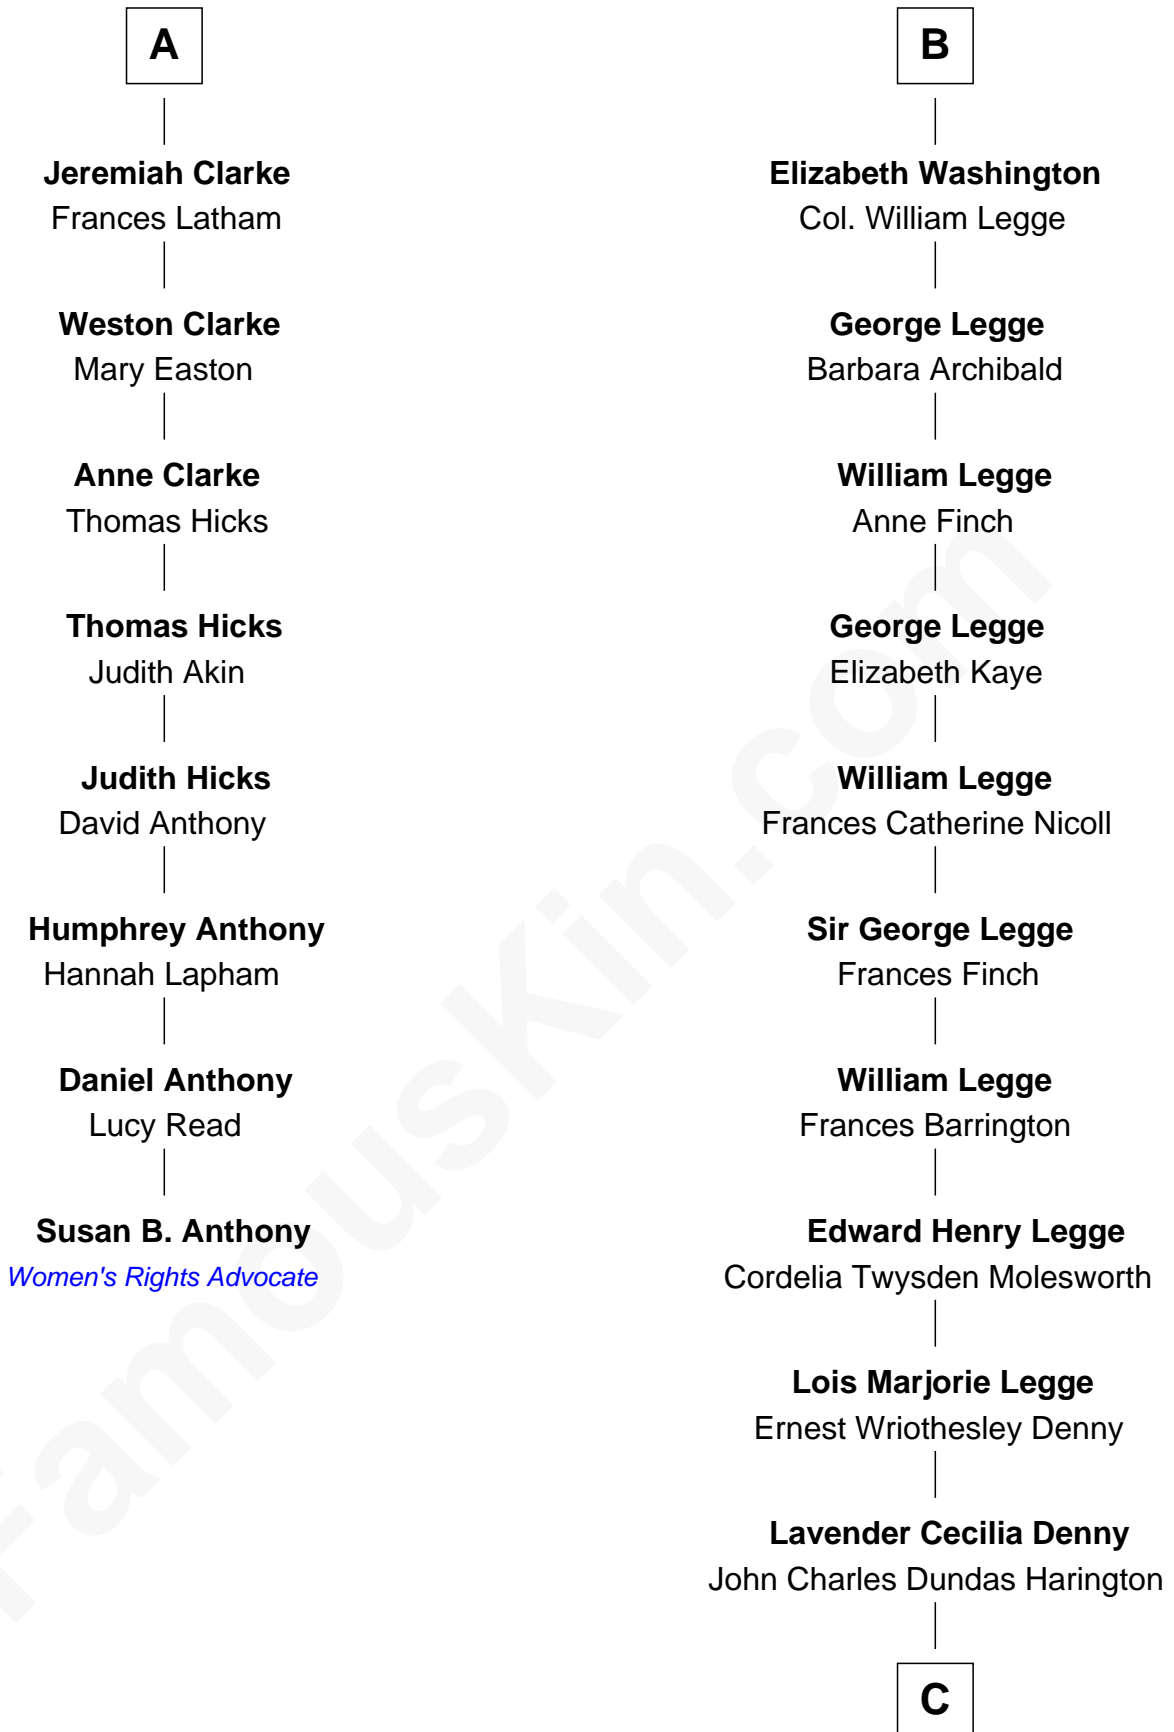 A
Jeremiah Clarke
Frances Latham
Weston Clarke
Mary Easton
Anne Clarke
Thomas Hicks
Thomas Hicks
Judith Akin
Judith Hicks
David Anthony
Humphrey Anthony
Hannah Lapham
Daniel Anthony
Lucy Read
Susan B. Anthony
Women's Rights Advocate
B
Elizabeth Washington
Col. William Legge
George Legge
Barbara Archibald
William Legge
Anne Finch
George Legge
Elizabeth Kaye
William Legge
Frances Catherine Nicoll
Sir George Legge
Frances Finch
William Legge
Frances Barrington
Edward Henry Legge
Cordelia Twysden Molesworth
Lois Marjorie Legge
Ernest Wriothesley Denny
Lavender Cecilia Denny
John Charles Dundas Harington
C
FamousKin.com